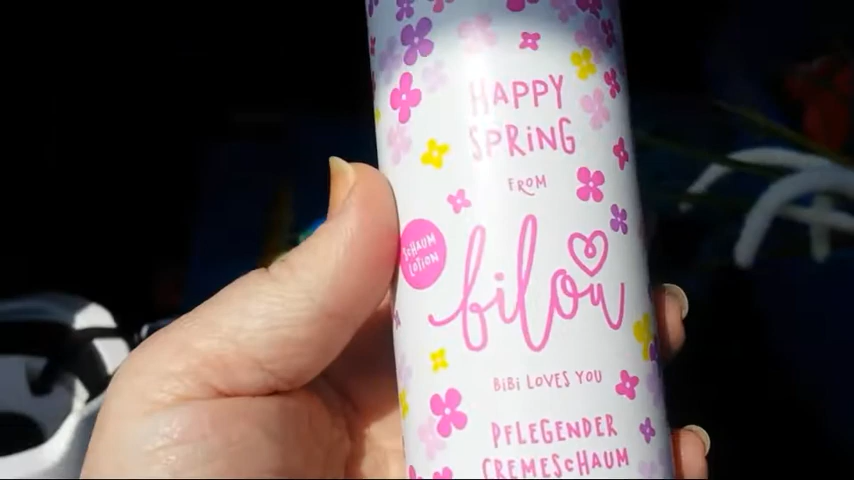 HAPPY
SPRiNG
FROM
SCHAUM
LOTiON
bilou
BiBi LOVES YOU
PFLEGENDER
CREMESCHAUM